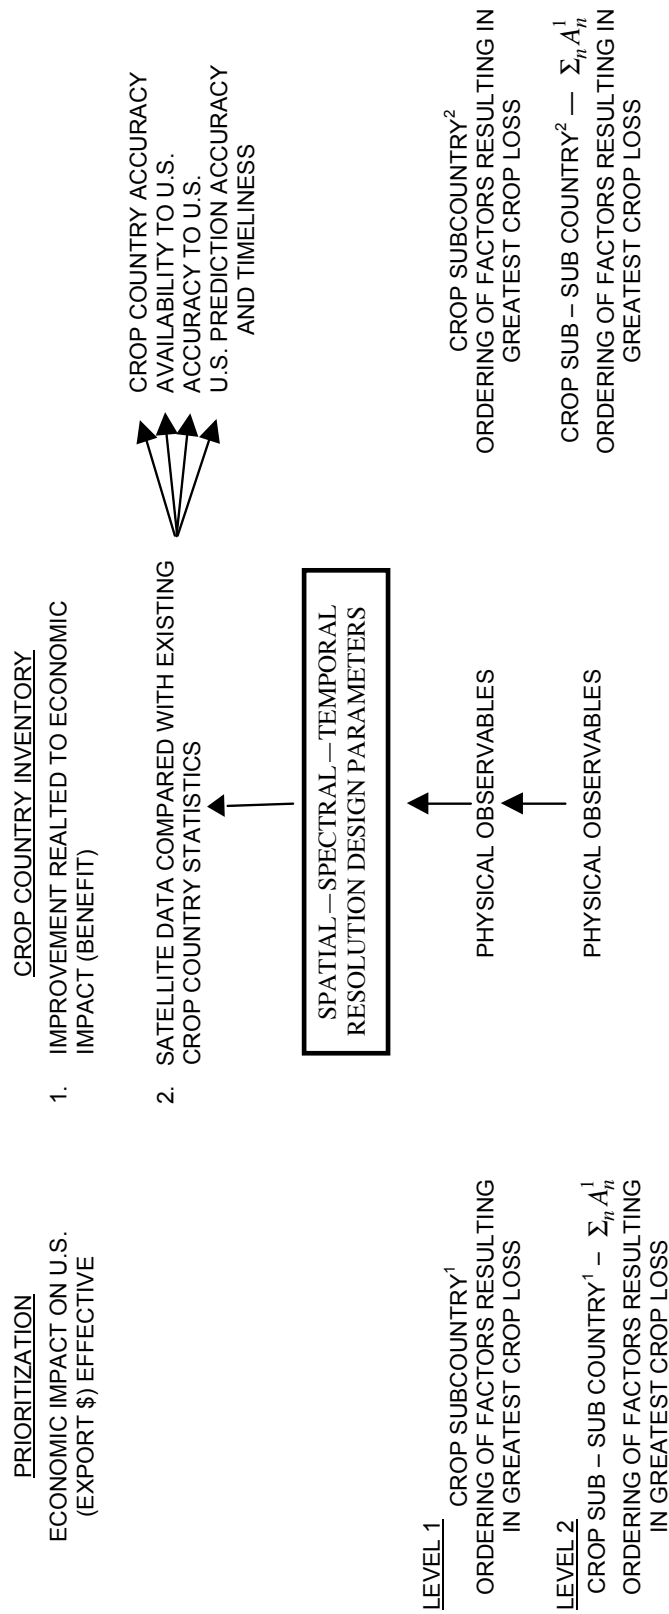 PRIORITIZATION
ECONOMIC IMPACT ON U.S.
(EXPORT $) EFFECTIVE
CROP COUNTRY INVENTORY
1. IMPROVEMENT REALTED TO ECONOMIC
IMPACT (BENEFIT)
2. SATELLITE DATA COMPARED WITH EXISTING
CROP COUNTRY STATISTICS
CROP COUNTRY ACCURACY
AVAILABILITY TO U.S.
ACCURACY TO U.S.
U.S. PREDICTION ACCURACY
AND TIMELINESS
SPATIAL – SPECTRAL – TEMPORAL
RESOLUTION DESIGN PARAMETERS
LEVEL 1
CROP SUBCOUNTRY¹
ORDERING OF FACTORS RESULTING
IN GREATEST CROP LOSS
PHYSICAL OBSERVABLES
CROP SUBCOUNTRY²
ORDERING OF FACTORS RESULTING IN
GREATEST CROP LOSS
LEVEL 2
CROP SUB – SUB COUNTRY¹ – Σₙ Aₙ¹
ORDERING OF FACTORS RESULTING
IN GREATEST CROP LOSS
PHYSICAL OBSERVABLES
CROP SUB – SUB COUNTRY² — Σₙ Aₙ¹
ORDERING OF FACTORS RESULTING IN
GREATEST CROP LOSS